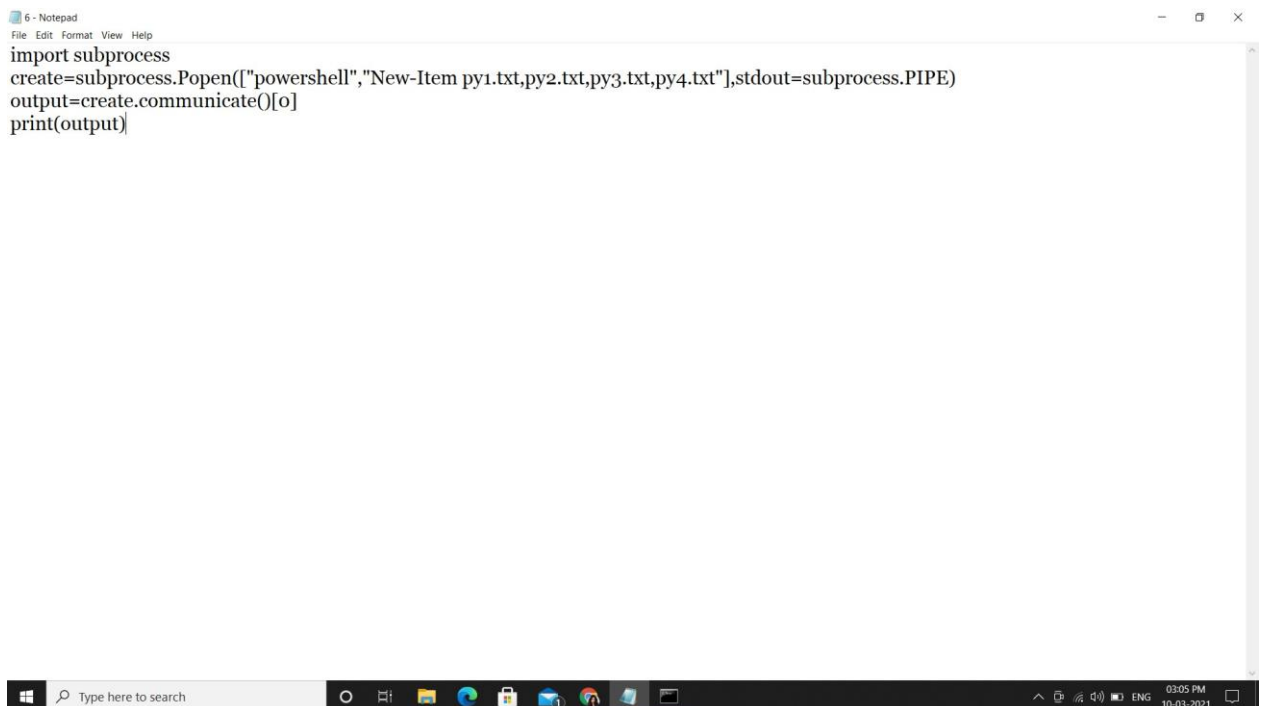 6 - Notepad
File Edit Format View Help
import subprocess
create=subprocess.Popen(["powershell","New-Item py1.txt,py2.txt,py3.txt,py4.txt"],stdout=subprocess.PIPE)
output=create.communicate()[0]
print(output)
Type here to search
ENG
03:05 PM
10-03-2021